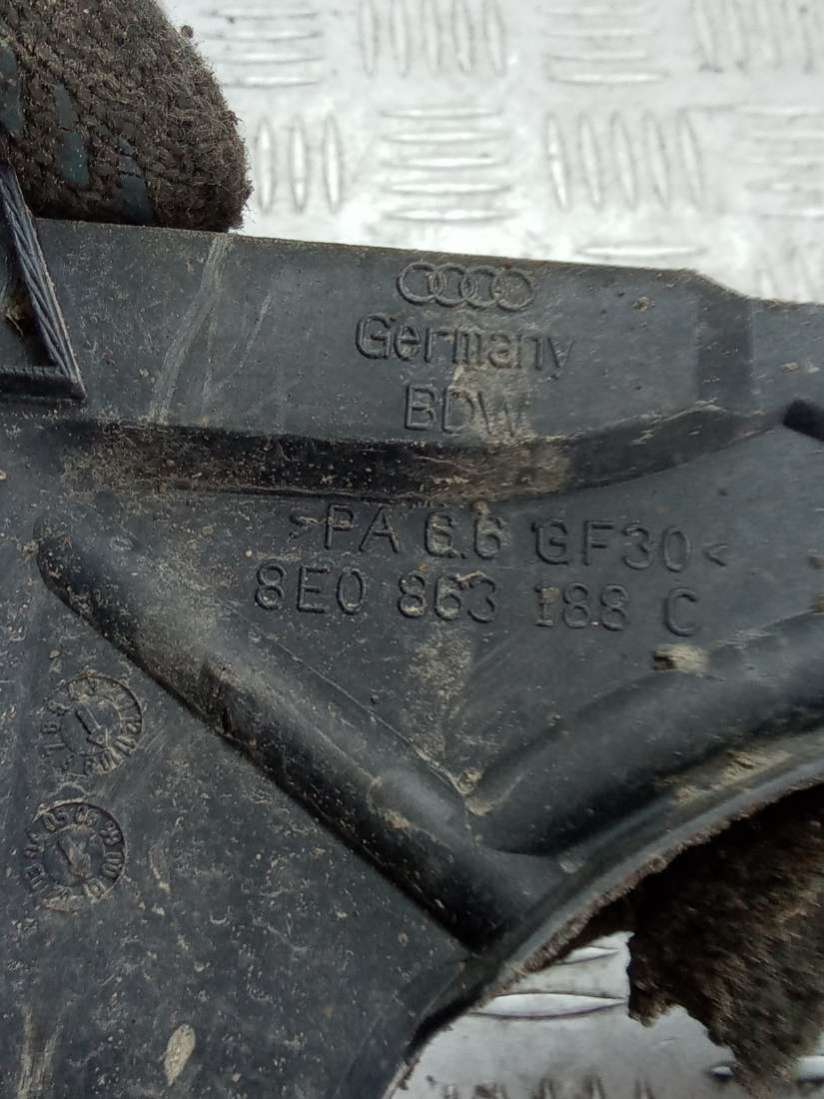 Germany
BDW
>PA 6.6 GF30<
8E0 863 188 C